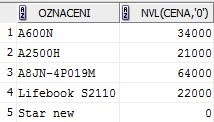 OZNACENI NVL(CENA,'0')
1 A600N 34000
2 A2500H 21000
3 A8JN-4P019M 64000
4 Lifebook S2110 22000
5 Star new 0